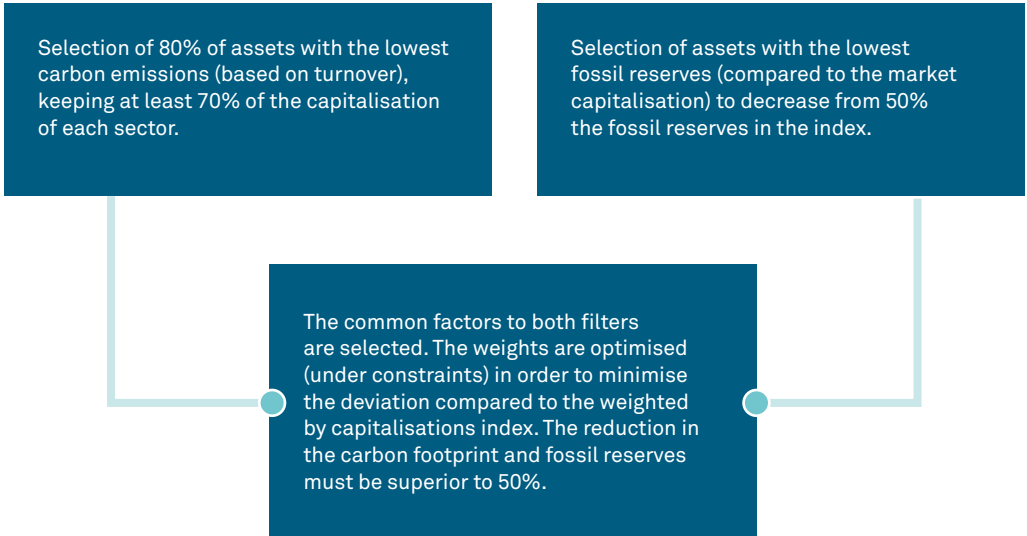 Selection of 80% of assets with the lowest
carbon emissions (based on turnover),
keeping at least 70% of the capitalisation
of each sector.
Selection of assets with the lowest
fossil reserves (compared to the market
capitalisation) to decrease from 50%
the fossil reserves in the index.
The common factors to both filters
are selected. The weights are optimised
(under constraints) in order to minimise
the deviation compared to the weighted
by capitalisations index. The reduction in
the carbon footprint and fossil reserves
must be superior to 50%.